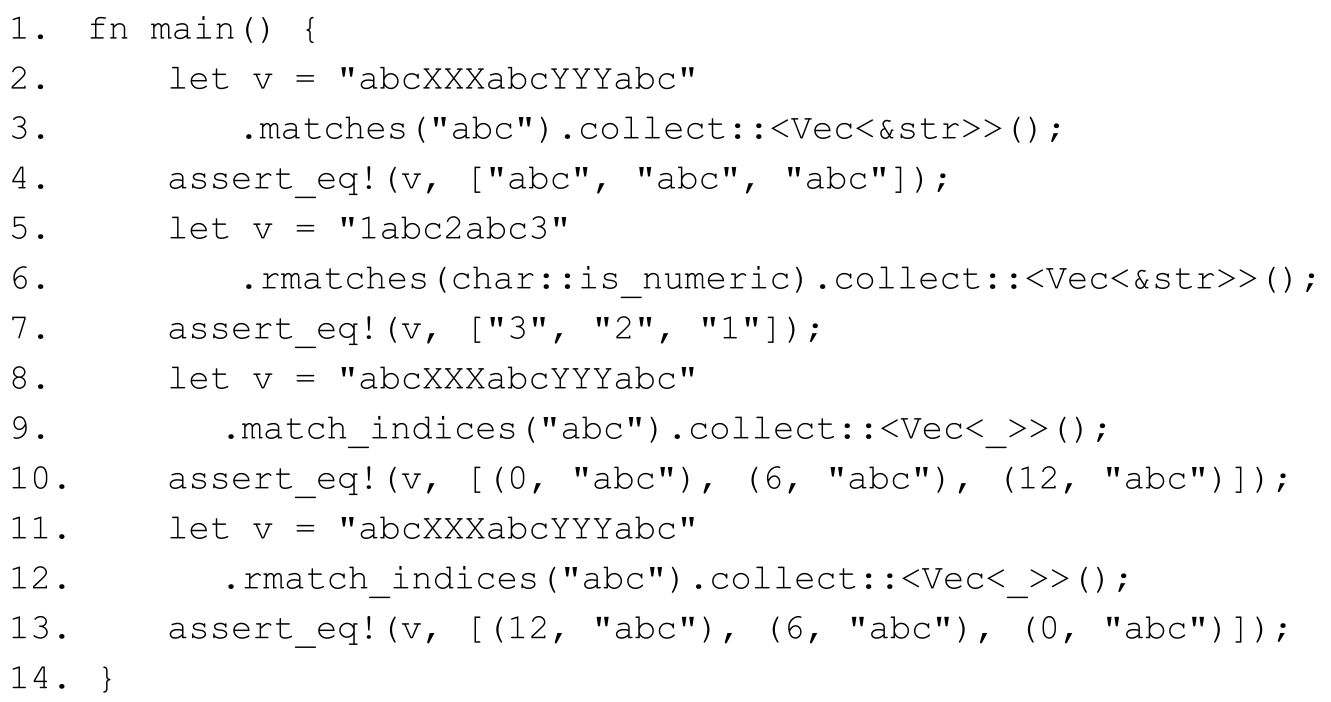 1. fn main() {
2. let v = "abcXXXabcYYYabc"
3. .matches("abc").collect::<Vec<&str>>();
4. assert_eq!(v, ["abc", "abc", "abc"]);
5. let v = "1abc2abc3"
6. .rmatches(char::is_numeric).collect::<Vec<&str>>();
7. assert_eq!(v, ["3", "2", "1"]);
8. let v = "abcXXXabcYYYabc"
9. .match_indices("abc").collect::<Vec<_>>();
10. assert_eq!(v, [(0, "abc"), (6, "abc"), (12, "abc")]);
11. let v = "abcXXXabcYYYabc"
12. .rmatch_indices("abc").collect::<Vec<_>>();
13. assert_eq!(v, [(12, "abc"), (6, "abc"), (0, "abc")]);
14. }